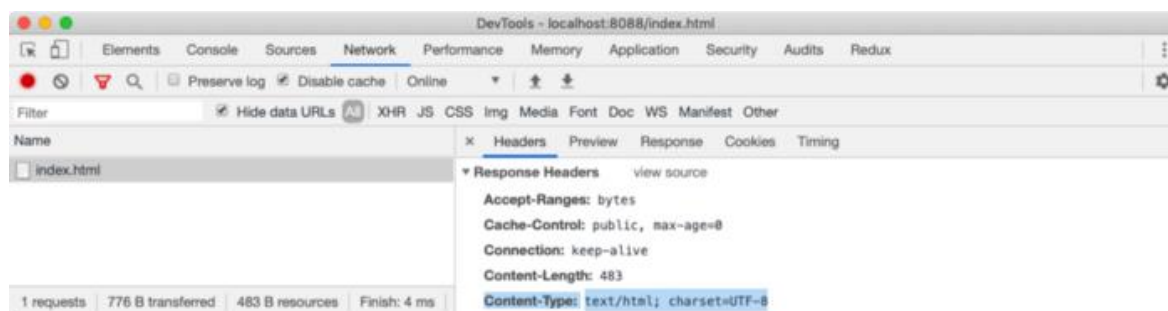 DevTools - localhost:8088/index.html
Elements Console Sources Network Performance Memory Application Security Audits Redux
Preserve log Disable cache Online
Filter Hide data URLs All XHR JS CSS Img Media Font Doc WS Manifest Other
Name
× Headers Preview Response Cookies Timing
index.html
Response Headers view source
Accept-Ranges: bytes
Cache-Control: public, max-age=0
Connection: keep-alive
Content-Length: 483
1 requests 776 B transferred 483 B resources Finish: 4 ms
Content-Type: text/html; charset=UTF-8